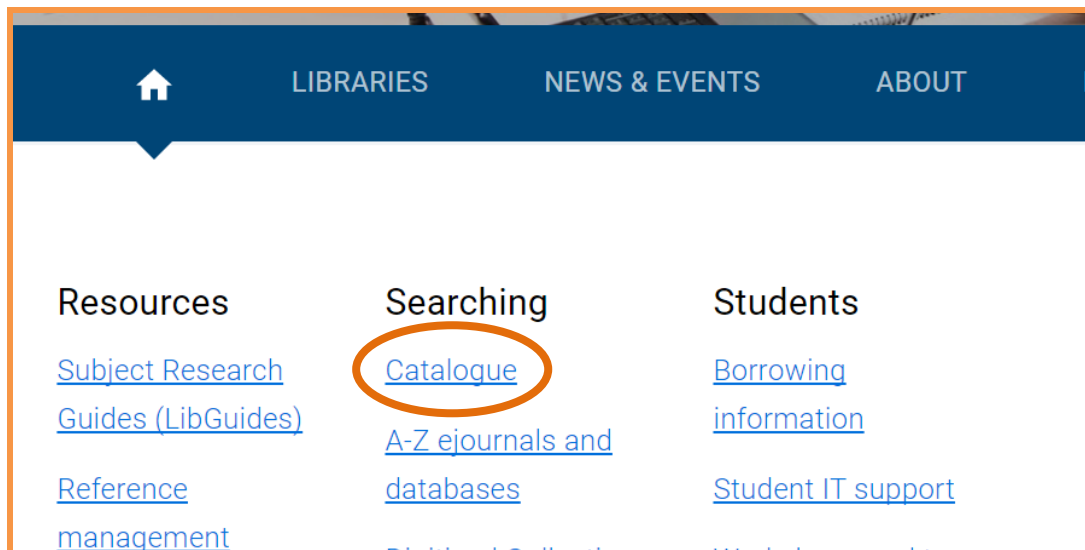 LIBRARIES NEWS & EVENTS ABOUT
Resources
Subject Research
Guides (LibGuides)
Reference
management
Searching
Catalogue
A-Z ejournals and
databases
Students
Borrowing
information
Student IT support